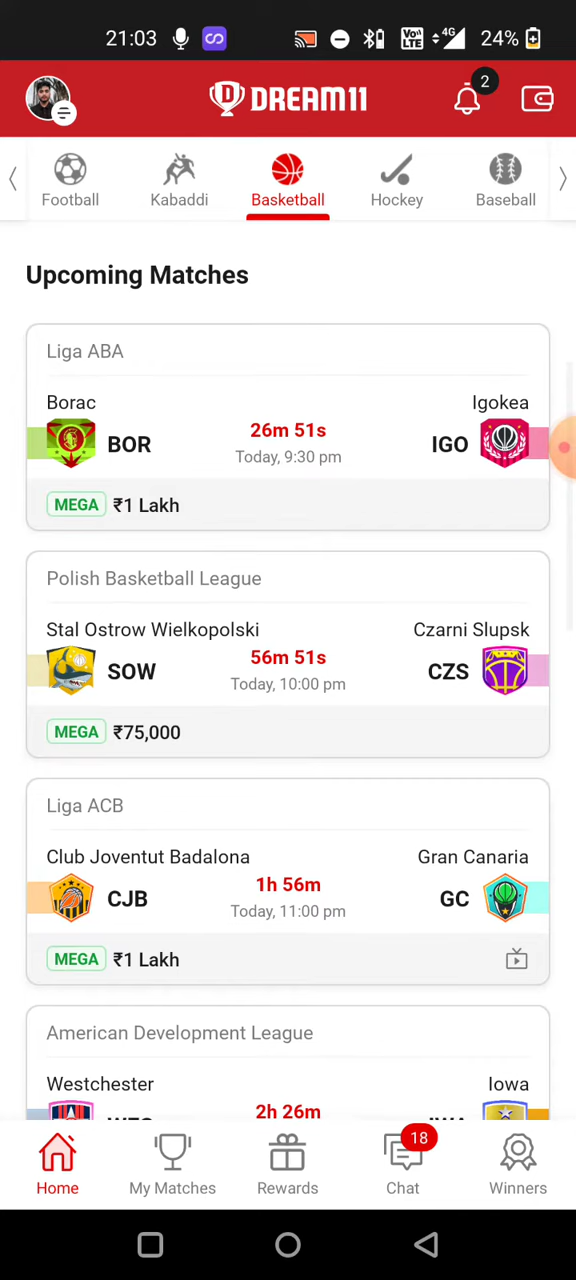 21:03
VoLTE 4G 24%
DREAM11
2
Football Kabaddi Basketball Hockey Baseball
Upcoming Matches
Liga ABA
Borac Igokea
BOR 26m 51s IGO
Today, 9:30 pm
MEGA ₹1 Lakh
Polish Basketball League
Stal Ostrow Wielkopolski Czarni Slupsk
SOW 56m 51s CZS
Today, 10:00 pm
MEGA ₹75,000
Liga ACB
Club Joventut Badalona Gran Canaria
CJB 1h 56m GC
Today, 11:00 pm
MEGA ₹1 Lakh
American Development League
Westchester Iowa
2h 26m
18
Home My Matches Rewards Chat Winners